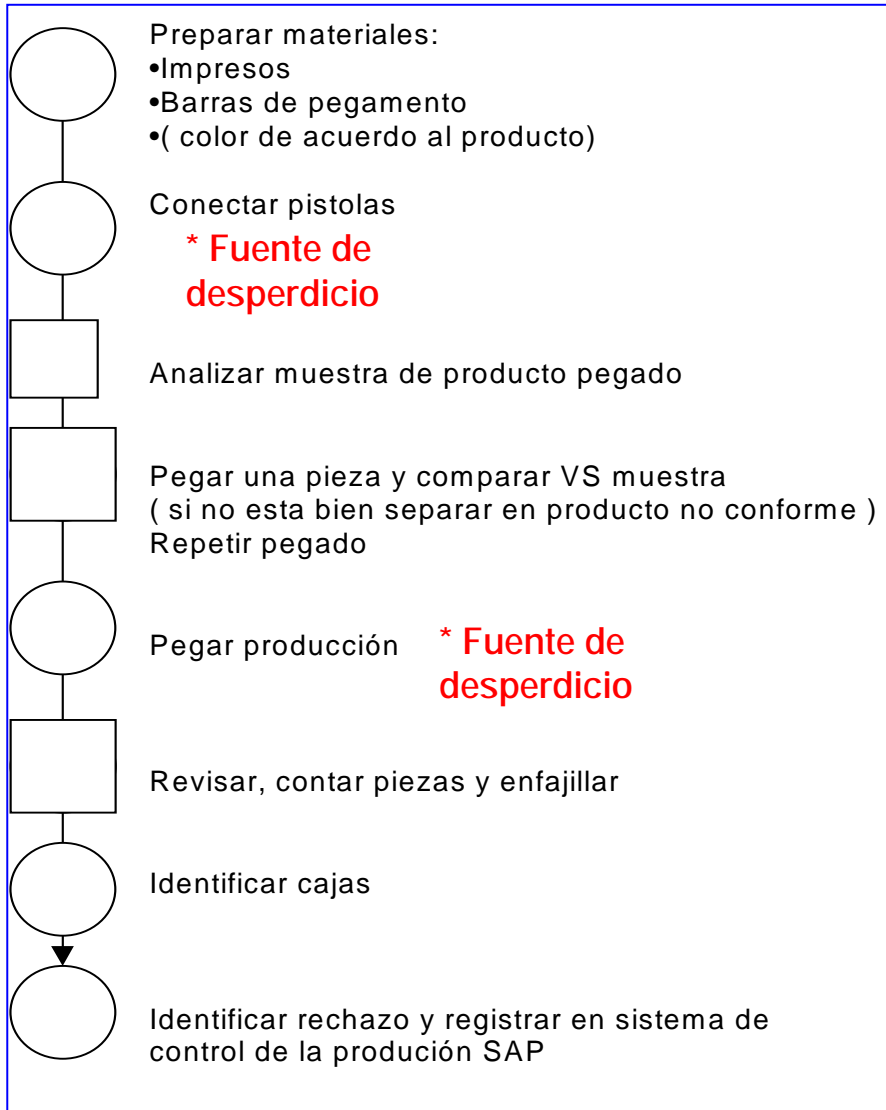 Preparar materiales:
•Impresos
•Barras de pegamento
•( color de acuerdo al producto)
Conectar pistolas
* Fuente de
desperdicio
Analizar muestra de producto pegado
Pegar una pieza y comparar VS muestra
( si no esta bien separar en producto no conforme )
Repetir pegado
Pegar producción
* Fuente de
desperdicio
Revisar, contar piezas y enfajillar
Identificar cajas
Identificar rechazo y registrar en sistema de
control de la produción SAP